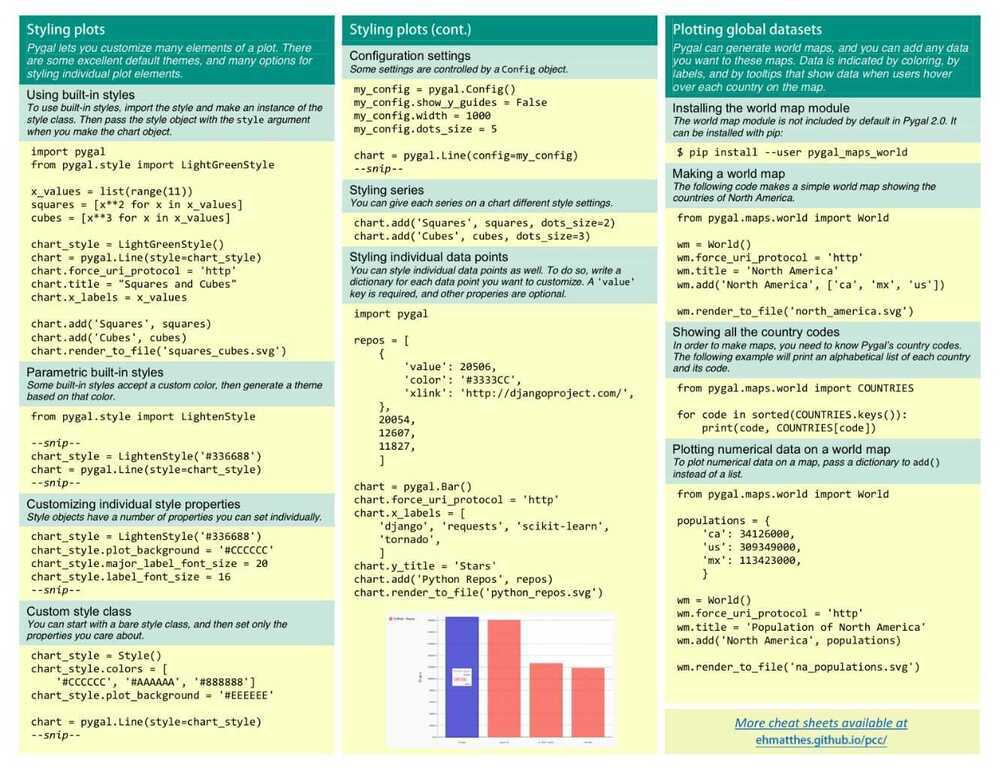 Styling plots
Pygal lets you customize many elements of a plot. There
are some excellent default themes, and many options for
styling individual plot elements.
Using built-in styles
To use built-in styles, import the style and make an instance of the
style class. Then pass the style object with the style argument
when you make the chart object.
import pygal
from pygal.style import LightGreenStyle
x_values = list(range(11))
squares = [x**2 for x in x_values]
cubes = [x**3 for x in x_values]
chart_style = LightGreenStyle()
chart = pygal.Line(style=chart_style)
chart.force_uri_protocol = 'http'
chart.title = "Squares and Cubes"
chart.x_labels = x_values
chart.add('Squares', squares)
chart.add('Cubes', cubes)
chart.render_to_file('squares_cubes.svg')
Parametric built-in styles
Some built-in styles accept a custom color, then generate a theme
based on that color.
from pygal.style import LightenStyle
--snip--
chart_style = LightenStyle('#336688')
chart = pygal.Line(style=chart_style)
--snip--
Customizing individual style properties
Style objects have a number of properties you can set individually.
chart_style = LightenStyle('#336688')
chart_style.plot_background = '#CCCCCC'
chart_style.major_label_font_size = 20
chart_style.label_font_size = 16
--snip--
Custom style class
You can start with a bare style class, and then set only the
properties you care about.
chart_style = Style()
chart_style.colors = [
'#CCCCCC', '#AAAAAA', '#888888']
chart_style.plot_background = '#EEEEEE'
chart = pygal.Line(style=chart_style)
--snip--
Styling plots (cont.)
Configuration settings
Some settings are controlled by a Config object.
my_config = pygal.Config()
my_config.show_y_guides = False
my_config.width = 1000
my_config.dots_size = 5
chart = pygal.Line(config=my_config)
--snip--
Styling series
You can give each series on a chart different style settings.
chart.add('Squares', squares, dots_size=2)
chart.add('Cubes', cubes, dots_size=3)
Styling individual data points
You can style individual data points as well. To do so, write a
dictionary for each data point you want to customize. A 'value'
key is required, and other properies are optional.
import pygal
repos = [
{
'value': 20506,
'color': '#3333CC',
'xlink': 'http://djangoproject.com/',
},
20054,
12607,
11827,
]
chart = pygal.Bar()
chart.force_uri_protocol = 'http'
chart.x_labels = [
'django', 'requests', 'scikit-learn',
'tornado',
]
chart.y_title = 'Stars'
chart.add('Python Repos', repos)
chart.render_to_file('python_repos.svg')
Plotting global datasets
Pygal can generate world maps, and you can add any data
you want to these maps. Data is indicated by coloring, by
labels, and by tooltips that show data when users hover
over each country on the map.
Installing the world map module
The world map module is not included by default in Pygal 2.0. It
can be installed with pip:
$ pip install --user pygal_maps_world
Making a world map
The following code makes a simple world map showing the
countries of North America.
from pygal.maps.world import World
wm = World()
wm.force_uri_protocol = 'http'
wm.title = 'North America'
wm.add('North America', ['ca', 'mx', 'us'])
wm.render_to_file('north_america.svg')
Showing all the country codes
In order to make maps, you need to know Pygal's country codes.
The following example will print an alphabetical list of each country
and its code.
from pygal.maps.world import COUNTRIES
for code in sorted(COUNTRIES.keys()):
print(code, COUNTRIES[code])
Plotting numerical data on a world map
To plot numerical data on a map, pass a dictionary to add()
instead of a list.
from pygal.maps.world import World
populations = {
'ca': 34126000,
'us': 309349000,
'mx': 113423000,
}
wm = World()
wm.force_uri_protocol = 'http'
wm.title = 'Population of North America'
wm.add('North America', populations)
wm.render_to_file('na_populations.svg')
More cheat sheets available at
ehmatthes.github.io/pcc/